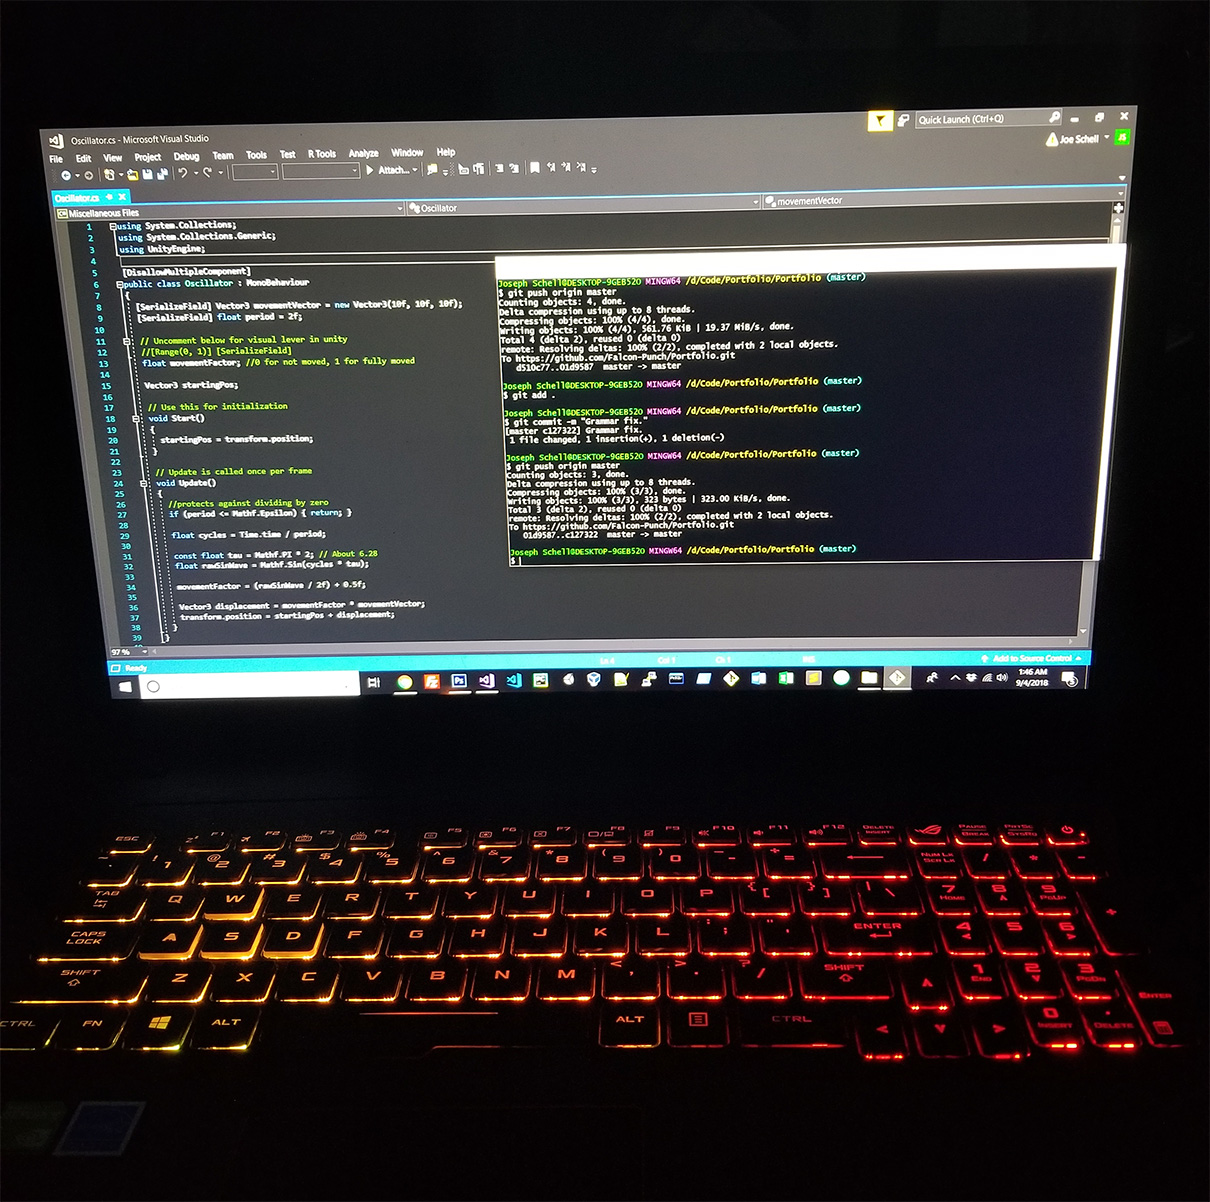 Oscillator.cs - Microsoft Visual Studio
Quick Launch (Ctrl+Q)
File Edit View Project Debug Team Tools Test R Tools Analyze Window Help
Joe Schell JS
Attach...
Oscillator.cs
Miscellaneous Files
Oscillator
movementVector
1 using System.Collections;
2 using System.Collections.Generic;
3 using UnityEngine;
4
5 [DisallowMultipleComponent]
6 public class Oscillator : MonoBehaviour
7 {
8 [SerializeField] Vector3 movementVector = new Vector3(10f, 10f, 10f);
9 [SerializeField] float period = 2f;
10
11 // Uncomment below for visual lever in unity
12 //[Range(0, 1)] [SerializeField]
13 float movementFactor; //0 for not moved, 1 for fully moved
14
15 Vector3 startingPos;
16
17 // Use this for initialization
18 void Start()
19 {
20 startingPos = transform.position;
21 }
22
23 // Update is called once per frame
24 void Update()
25 {
26 //protects against dividing by zero
27 if (period <= Mathf.Epsilon) { return; }
28
29 float cycles = Time.time / period;
30
31 const float tau = Mathf.PI * 2; // About 6.28
32 float rawSinWave = Mathf.Sin(cycles * tau);
33
34 movementFactor = (rawSinWave / 2f) + 0.5f;
35
36 Vector3 displacement = movementFactor * movementVector;
37 transform.position = startingPos + displacement;
38 }
39 }
97 %
Joseph Schell@DESKTOP-9GEB52O MINGW64 /d/Code/Portfolio/Portfolio (master)
$ git push origin master
Counting objects: 4, done.
Delta compression using up to 8 threads.
Compressing objects: 100% (4/4), done.
Writing objects: 100% (4/4), 561.76 KiB | 19.37 MiB/s, done.
Total 4 (delta 2), reused 0 (delta 0)
remote: Resolving deltas: 100% (2/2), completed with 2 local objects.
To https://github.com/Falcon-Punch/Portfolio.git
d510c77..01d9587 master -> master
Joseph Schell@DESKTOP-9GEB52O MINGW64 /d/Code/Portfolio/Portfolio (master)
$ git add .
Joseph Schell@DESKTOP-9GEB52O MINGW64 /d/Code/Portfolio/Portfolio (master)
$ git commit -m "Grammar fix."
[master c127322] Grammar fix.
1 file changed, 1 insertion(+), 1 deletion(-)
Joseph Schell@DESKTOP-9GEB52O MINGW64 /d/Code/Portfolio/Portfolio (master)
$ git push origin master
Counting objects: 3, done.
Delta compression using up to 8 threads.
Compressing objects: 100% (3/3), done.
Writing objects: 100% (3/3), 323 bytes | 323.00 KiB/s, done.
Total 3 (delta 2), reused 0 (delta 0)
remote: Resolving deltas: 100% (2/2), completed with 2 local objects.
To https://github.com/Falcon-Punch/Portfolio.git
01d9587..c127322 master -> master
Joseph Schell@DESKTOP-9GEB52O MINGW64 /d/Code/Portfolio/Portfolio (master)
$
Ready Ln 4 Col 1 Ch 1 INS Add to Source Control
1:46 AM
9/4/2018
ESC F1 F2 F3 F4 F5 F6 F7 F8 F9 F10 F11 F12 DELETE INSERT PAUSE BREAK PRTSC SYSRQ
~ ! 1 @ 2 # 3 $ 4 % 5 ^ 6 & 7 * 8 ( 9 ) 0 _ - + = NUM LK SCR LK / * -
TAB Q W E R T Y U I O P { [ } ] | \ 7 HOME 8 9 PGUP +
CAPS LOCK A S D F G H J K L : ; " ' ENTER 4 5 6
SHIFT Z X C V B N M < , > . ? / SHIFT 1 END 2 3 PGDN ENTER
CTRL FN ALT ALT CTRL 0 INSERT . DELETE